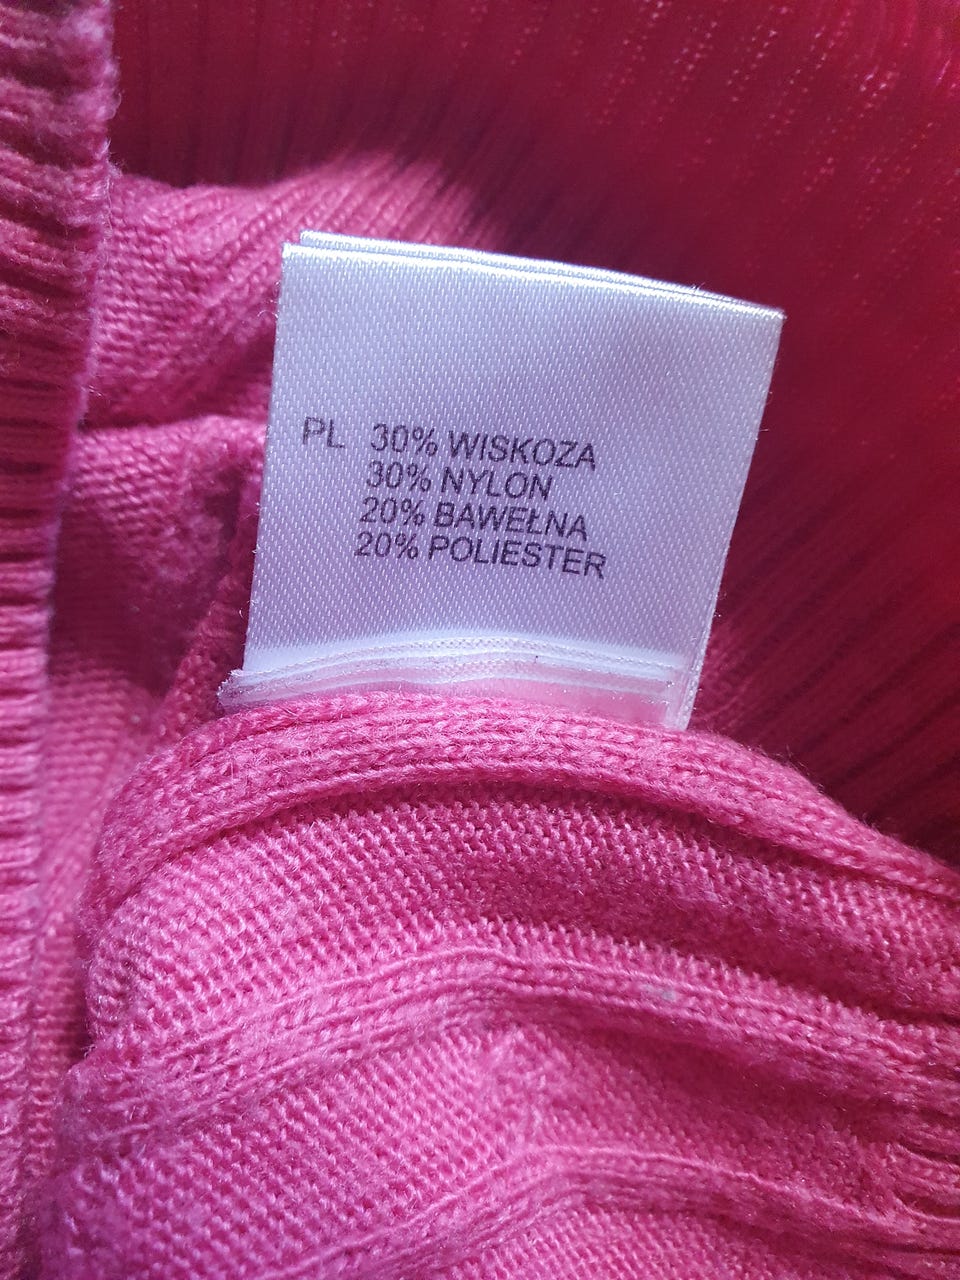 PL 30% WISKOZA
30% NYLON
20% BAWEŁNA
20% POLIESTER